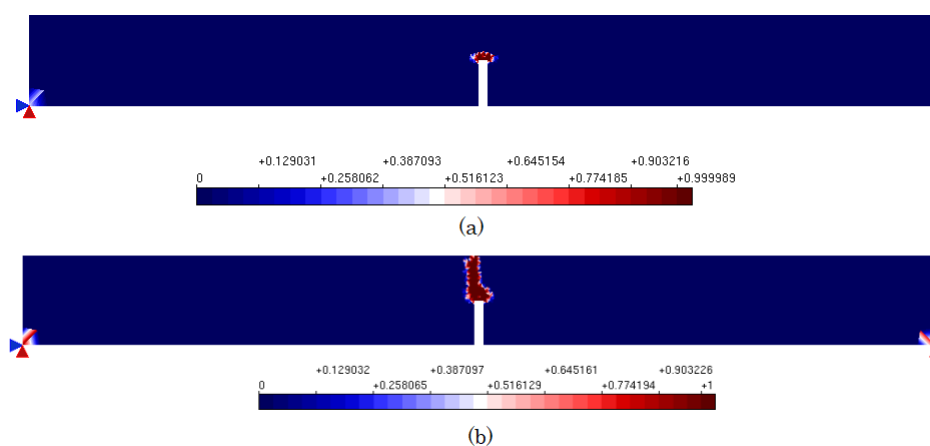 +0.129031 +0.387093 +0.645154 +0.903216
0 +0.258062 +0.516123 +0.774185 +0.999989
(a)
+0.129032 +0.387097 +0.645161 +0.903226
0 +0.258065 +0.516129 +0.774194 +1
(b)